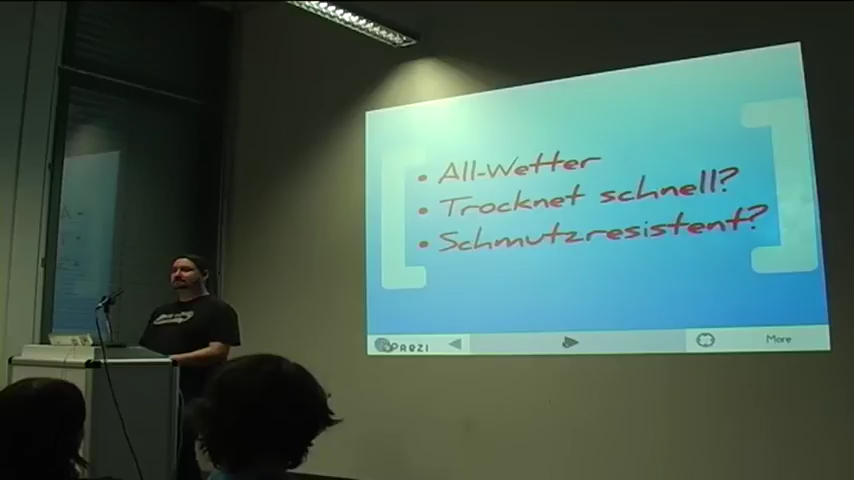 • All-Wetter
• Trocknet schnell?
• Schmutzresistent?
PREZI
More